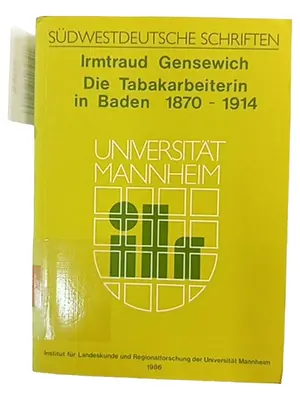 SÜDWESTDEUTSCHE SCHRIFTEN
Irmtraud Gensewich
Die Tabakarbeiterin
in Baden 1870 - 1914
UNIVERSITÄT
MANNHEIM
Institut für Landeskunde und Regionalforschung der Universität Mannheim
1986